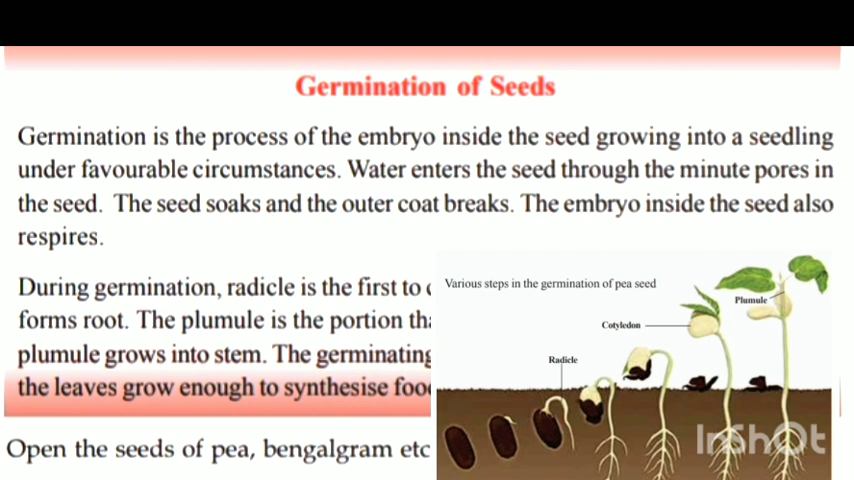 Germination of Seeds
Germination is the process of the embryo inside the seed growing into a seedling
under favourable circumstances. Water enters the seed through the minute pores in
the seed. The seed soaks and the outer coat breaks. The embryo inside the seed also
respires.
During germination, radicle is the first to
forms root. The plumule is the portion
plumule grows into stem. The germinating
the leaves grow enough to synthesise
Open the seeds of pea, bengalgram etc
Various steps in the germination of pea seed
Plumule
Cotyledon
Radicle
InShOt